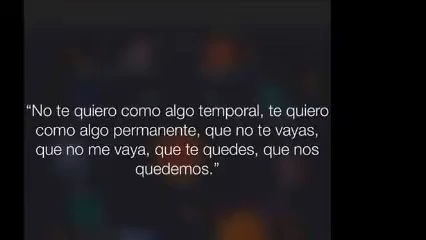 “No te quiero como algo temporal, te quiero
como algo permanente, que no te vayas,
que no me vaya, que te quedes, que nos
quedemos.”